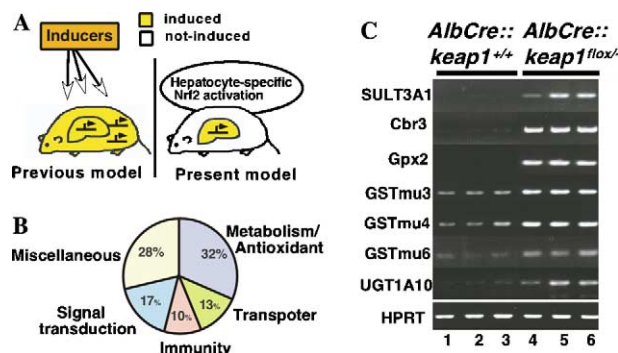 A
Inducers
induced
not-induced
Hepatocyte-specific
Nrf2 activation
Previous model
Present model
B
Miscellaneous
28%
Metabolism/
Antioxidant
32%
Signal
transduction
17%
10%
Immunity
13%
Transpoter
C
AlbCre::
keap1+/+
AlbCre::
keap1flox/-
SULT3A1
Cbr3
Gpx2
GSTmu3
GSTmu4
GSTmu6
UGT1A10
HPRT
1 2 3 4 5 6